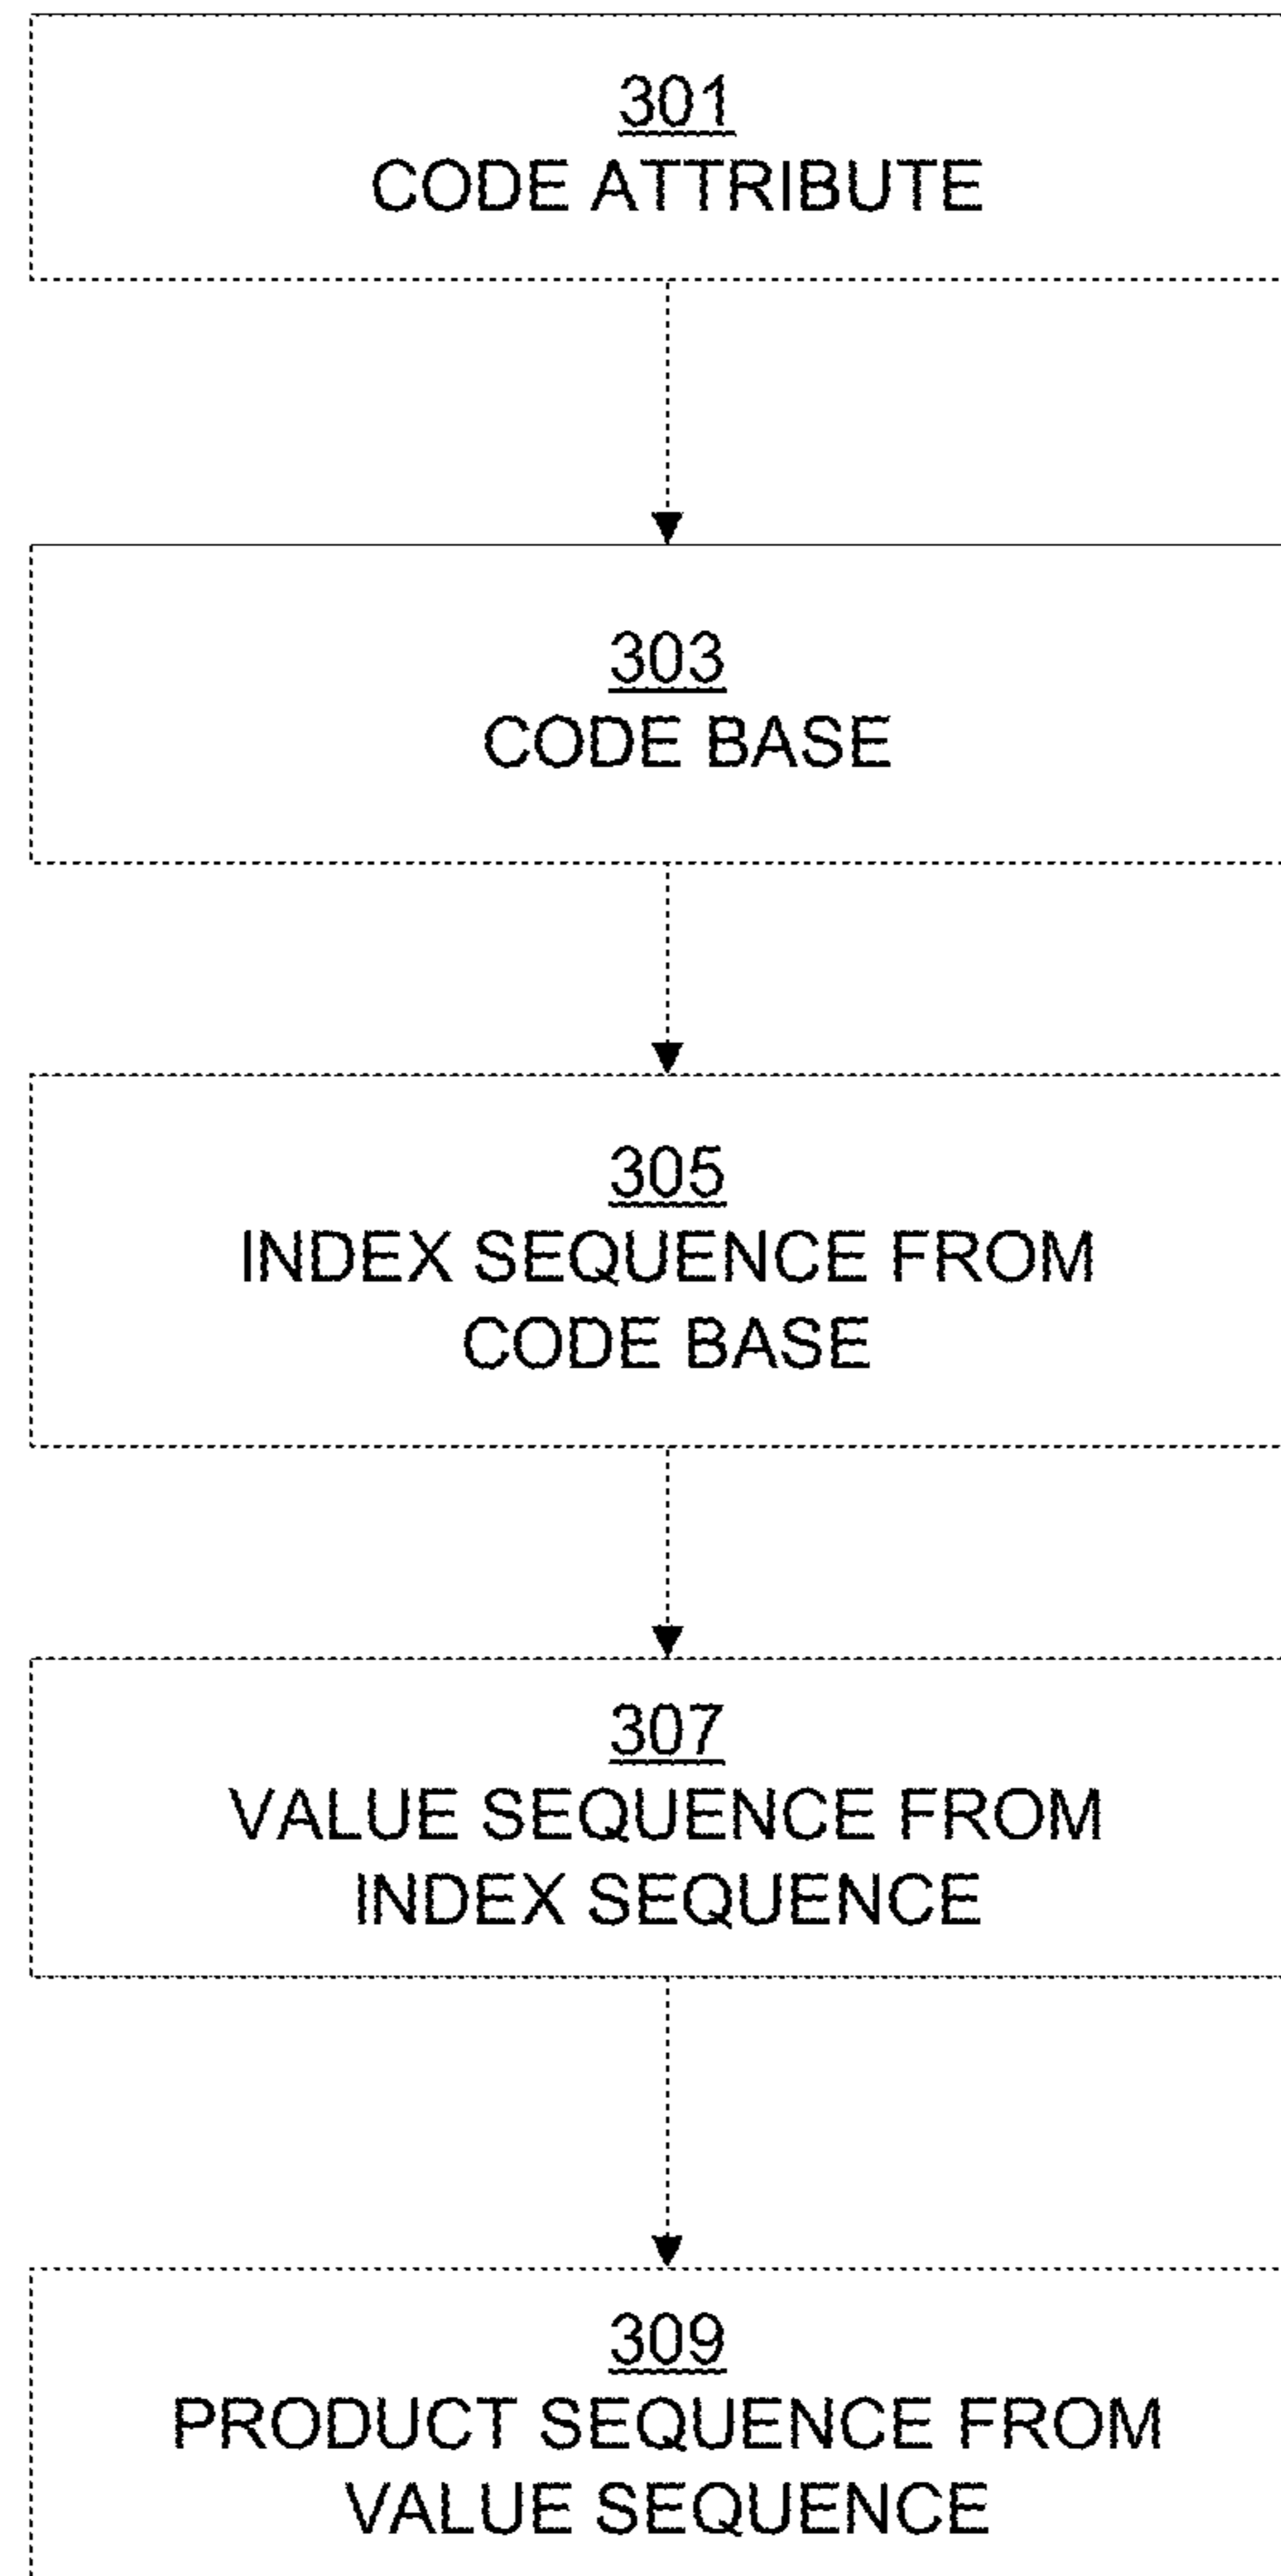 301
CODE ATTRIBUTE
303
CODE BASE
305
INDEX SEQUENCE FROM
CODE BASE
307
VALUE SEQUENCE FROM
INDEX SEQUENCE
309
PRODUCT SEQUENCE FROM
VALUE SEQUENCE